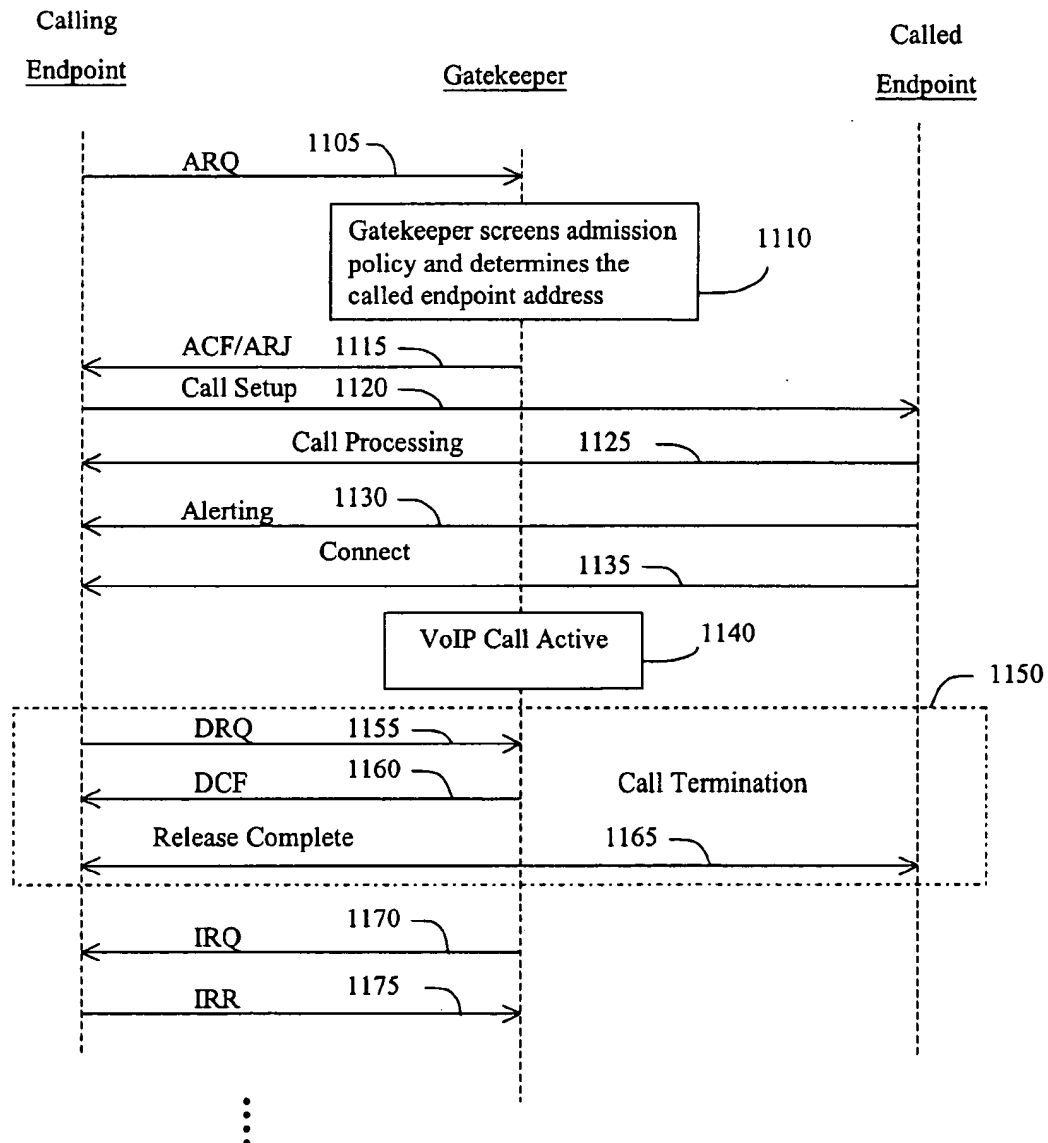 Calling
Endpoint
Gatekeeper
Called
Endpoint
ARQ 1105
Gatekeeper screens admission
policy and determines the
called endpoint address
1110
ACF/ARJ 1115
Call Setup 1120
Call Processing 1125
Alerting 1130
Connect
1135
VoIP Call Active
1140
1150
DRQ 1155
DCF 1160
Call Termination
Release Complete 1165
IRQ 1170
IRR 1175